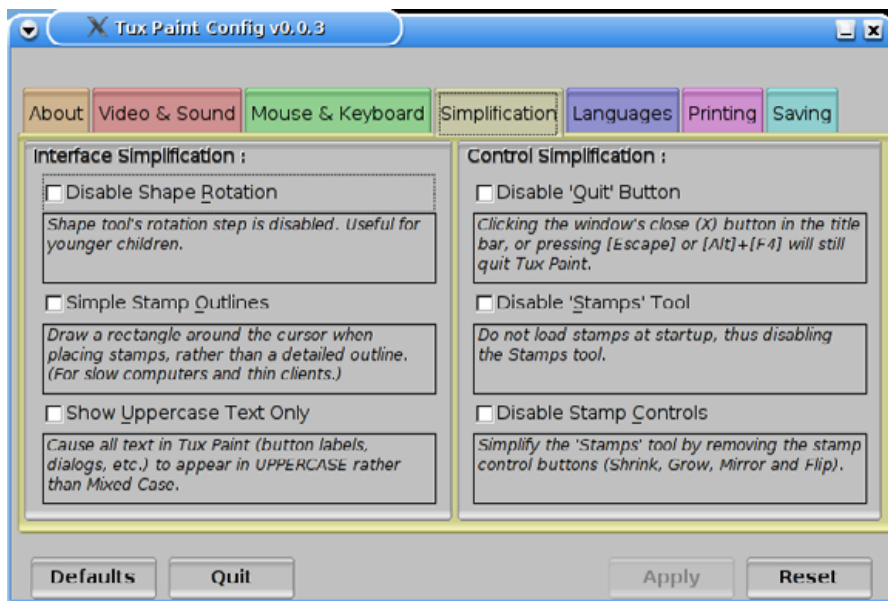 Tux Paint Config v0.0.3
About Video & Sound Mouse & Keyboard Simplification Languages Printing Saving
Interface Simplification :
Disable Shape Rotation
Shape tool's rotation step is disabled. Useful for
younger children.
Simple Stamp Outlines
Draw a rectangle around the cursor when
placing stamps, rather than a detailed outline.
(For slow computers and thin clients.)
Show Uppercase Text Only
Cause all text in Tux Paint (button labels,
dialogs, etc.) to appear in UPPERCASE rather
than Mixed Case.
Control Simplification :
Disable 'Quit' Button
Clicking the window's close (X) button in the title
bar, or pressing [Escape] or [Alt]+[F4] will still
quit Tux Paint.
Disable 'Stamps' Tool
Do not load stamps at startup, thus disabling
the Stamps tool.
Disable Stamp Controls
Simplify the 'Stamps' tool by removing the stamp
control buttons (Shrink, Grow, Mirror and Flip).
Defaults Quit Apply Reset